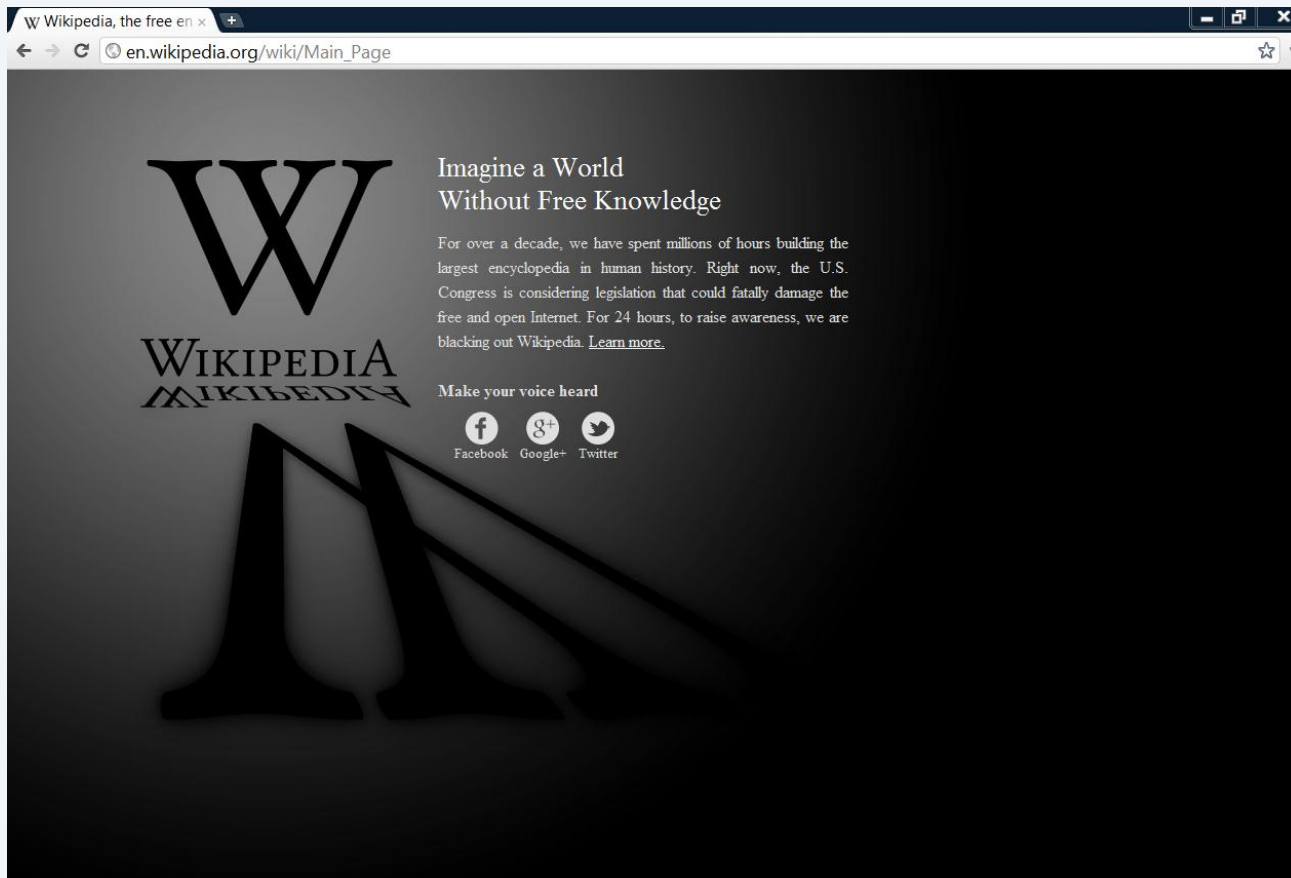 W Wikipedia, the free en
en.wikipedia.org/wiki/Main_Page
W
WIKIPEDIA
Imagine a World
Without Free Knowledge
For over a decade, we have spent millions of hours building the
largest encyclopedia in human history. Right now, the U.S.
Congress is considering legislation that could fatally damage the
free and open Internet. For 24 hours, to raise awareness, we are
blacking out Wikipedia. Learn more.
Make your voice heard
f g+
Facebook Google+ Twitter